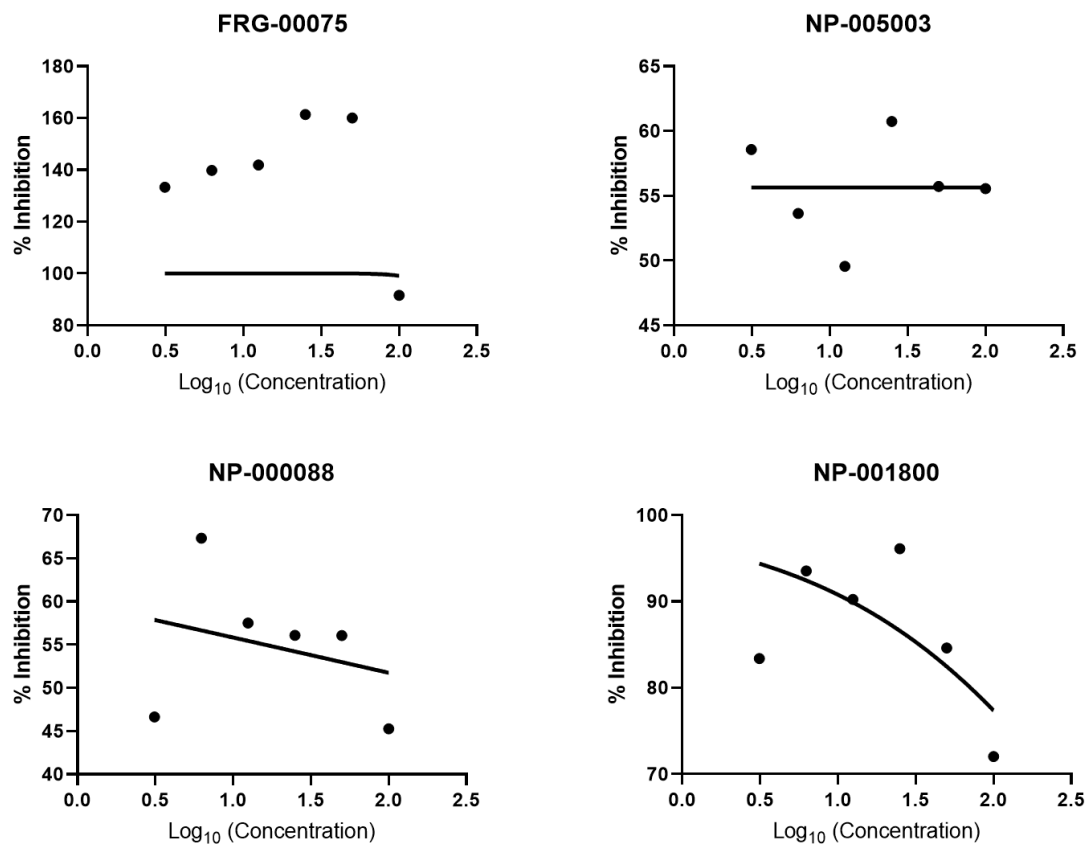 FRG-00075
180
160
140
120
100
80
% Inhibition
0.0 0.5 1.0 1.5 2.0 2.5
Log10 (Concentration)
NP-005003
65
60
55
50
45
% Inhibition
0.0 0.5 1.0 1.5 2.0 2.5
Log10 (Concentration)
NP-000088
70
65
60
55
50
45
40
% Inhibition
0.0 0.5 1.0 1.5 2.0 2.5
Log10 (Concentration)
NP-001800
100
90
80
70
% Inhibition
0.0 0.5 1.0 1.5 2.0 2.5
Log10 (Concentration)